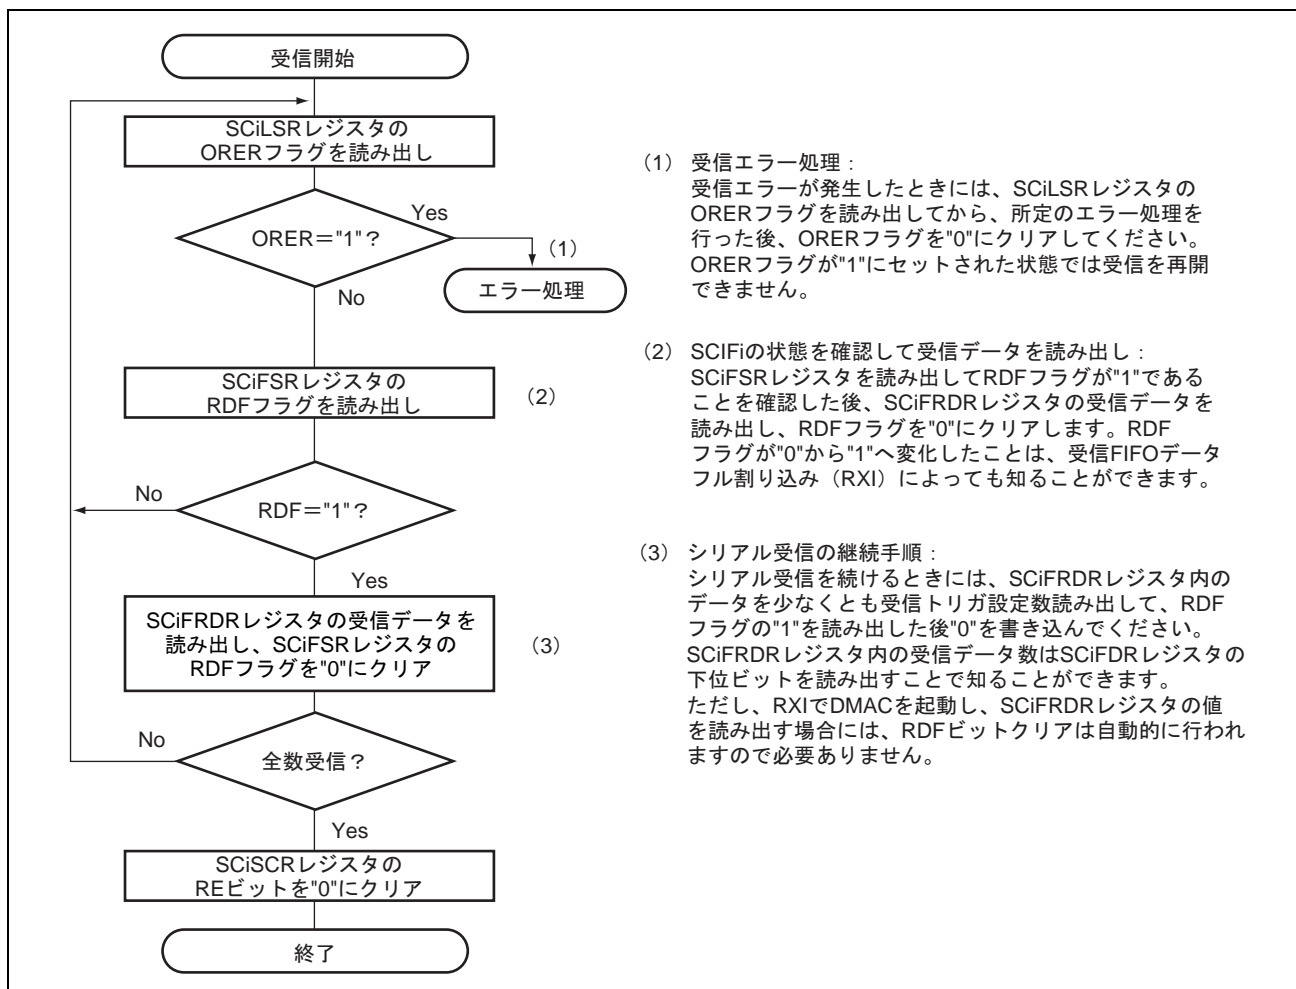 受信開始
SCiLSRレジスタの
ORERフラグを読み出し
ORER＝"1"？
Yes
（1）
エラー処理
No
SCiFSRレジスタの
RDFフラグを読み出し
（2）
RDF＝"1"？
No
Yes
SCiFRDRレジスタの受信データを
読み出し、SCiFSRレジスタの
RDFフラグを"0"にクリア
（3）
全数受信？
No
Yes
SCiSCRレジスタの
REビットを"0"にクリア
終了
（1） 受信エラー処理：
受信エラーが発生したときには、SCiLSRレジスタの
ORERフラグを読み出してから、所定のエラー処理を
行った後、ORERフラグを"0"にクリアしてください。
ORERフラグが"1"にセットされた状態では受信を再開
できません。
（2） SCIFiの状態を確認して受信データを読み出し：
SCiFSRレジスタを読み出してRDFフラグが"1"である
ことを確認した後、SCiFRDRレジスタの受信データを
読み出し、RDFフラグを"0"にクリアします。RDF
フラグが"0"から"1"へ変化したことは、受信FIFOデータ
フル割り込み（RXI）によっても知ることができます。
（3） シリアル受信の継続手順：
シリアル受信を続けるときには、SCiFRDRレジスタ内の
データを少なくとも受信トリガ設定数読み出して、RDF
フラグの"1"を読み出した後"0"を書き込んでください。
SCiFRDRレジスタ内の受信データ数はSCiFDRレジスタの
下位ビットを読み出すことで知ることができます。
ただし、RXIでDMACを起動し、SCiFRDRレジスタの値
を読み出す場合には、RDFビットクリアは自動的に行われ
ますので必要ありません。